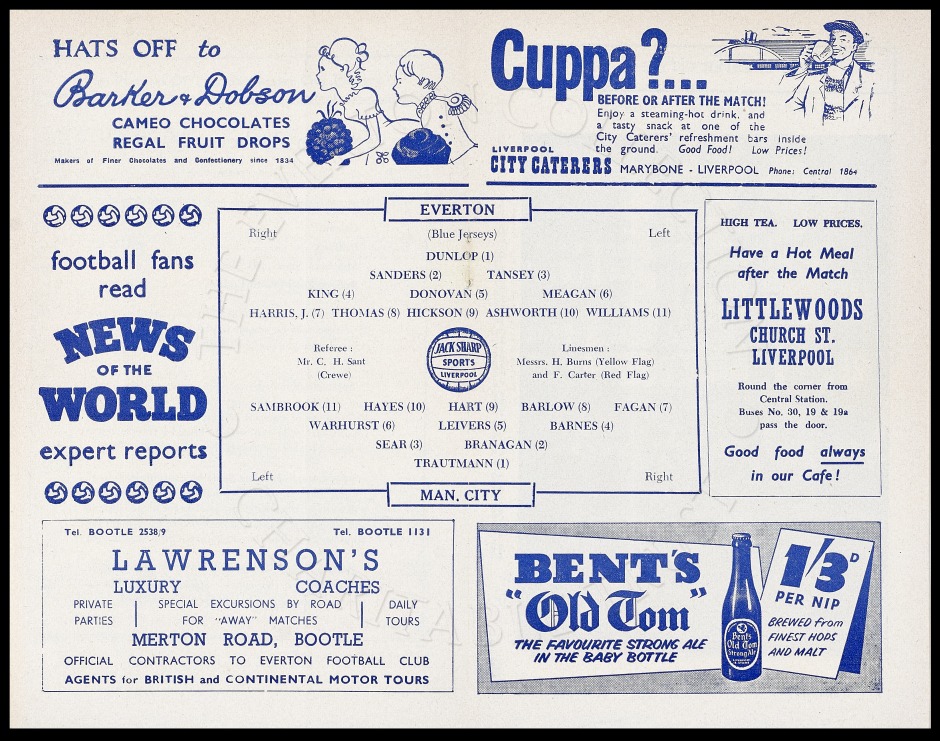 HATS OFF to
Barker & Dobson
CAMEO CHOCOLATES
REGAL FRUIT DROPS
Makers of Finer Chocolates and Confectionery since 1834
Cuppa?...
BEFORE OR AFTER THE MATCH!
Enjoy a steaming-hot drink, and
a tasty snack at one of the
City Caterers' refreshment bars inside
the ground. Good Food! Low Prices!
LIVERPOOL
CITY CATERERS MARYBONE - LIVERPOOL Phone: Central 1864
football fans
read
NEWS
OF THE
WORLD
expert reports
EVERTON
Right (Blue Jerseys) Left
DUNLOP (1)
SANDERS (2) TANSEY (3)
KING (4) DONOVAN (5) MEAGAN (6)
HARRIS, J. (7) THOMAS (8) HICKSON (9) ASHWORTH (10) WILLIAMS (11)
Referee :
Mr. C. H. Sant
(Crewe)
JACK SHARP
SPORTS
LIVERPOOL
Linesmen :
Messrs. H. Burns (Yellow Flag)
and F. Carter (Red Flag)
SAMBROOK (11) HAYES (10) HART (9) BARLOW (8) FAGAN (7)
WARHURST (6) LEIVERS (5) BARNES (4)
SEAR (3) BRANAGAN (2)
TRAUTMANN (1)
Left Right
MAN. CITY
HIGH TEA. LOW PRICES.
Have a Hot Meal
after the Match
LITTLEWOODS
CHURCH ST.
LIVERPOOL
Round the corner from
Central Station.
Buses No. 30, 19 & 19a
pass the door.
Good food always
in our Cafe!
Tel. BOOTLE 2538/9 Tel. BOOTLE 1131
LAWRENSON'S
LUXURY COACHES
PRIVATE PARTIES
SPECIAL EXCURSIONS BY ROAD
FOR "AWAY" MATCHES
DAILY TOURS
MERTON ROAD, BOOTLE
OFFICIAL CONTRACTORS TO EVERTON FOOTBALL CLUB
AGENTS for BRITISH and CONTINENTAL MOTOR TOURS
BENT'S
"Old Tom"
THE FAVOURITE STRONG ALE
IN THE BABY BOTTLE
Bent's
Old Tom
Strong Ale
1/3D
PER NIP
BREWED from
FINEST HODS
AND MALT